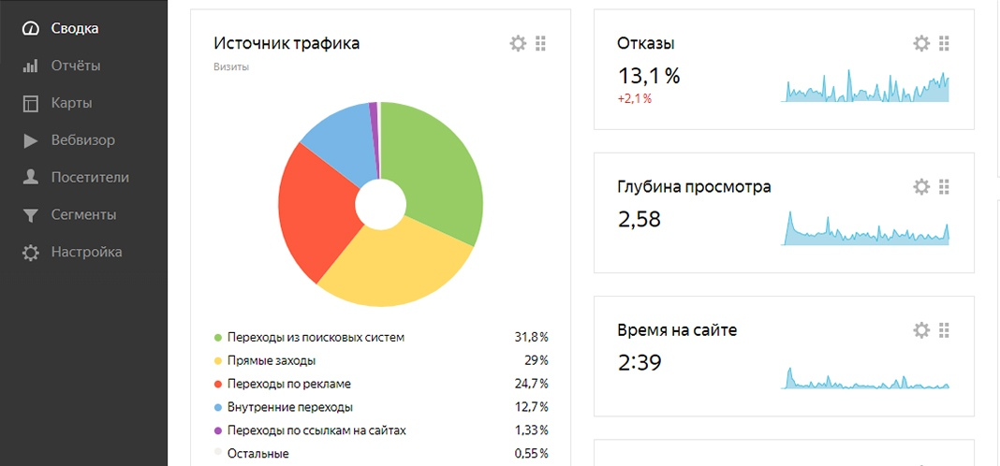 Сводка
Отчёты
Карты
Вебвизор
Посетители
Сегменты
Настройка
Источник трафика
Визиты
Переходы из поисковых систем 31,8 %
Прямые заходы 29 %
Переходы по рекламе 24,7 %
Внутренние переходы 12,7 %
Переходы по ссылкам на сайтах 1,33 %
Остальные 0,55 %
Отказы
13,1 %
+2,1 %
Глубина просмотра
2,58
Время на сайте
2:39